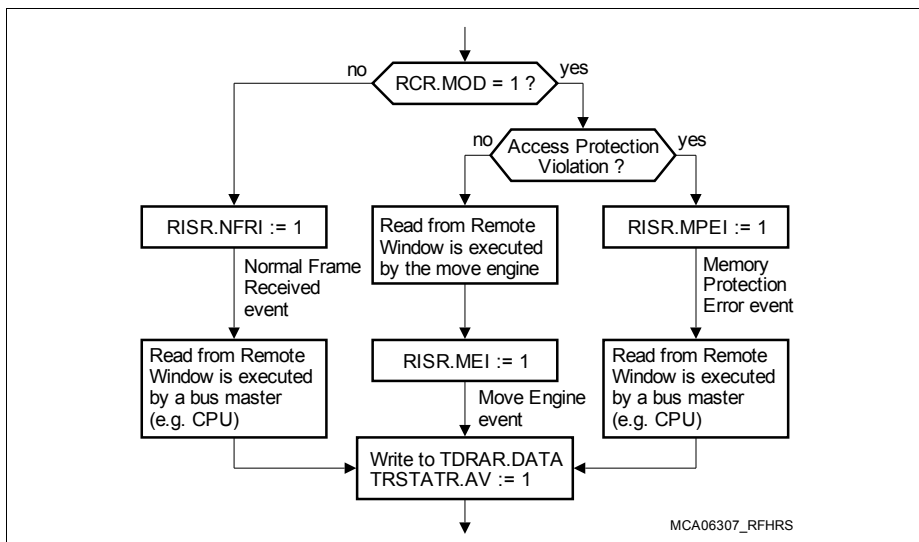 no
RCR.MOD = 1 ?
yes
no
Access Protection
Violation ?
yes
RISR.NFRI := 1
Read from Remote
Window is executed
by the move engine
RISR.MPEI := 1
Normal Frame
Received
event
Memory
Protection
Error event
Read from Remote
Window is executed
by a bus master
(e.g. CPU)
RISR.MEI := 1
Read from Remote
Window is executed
by a bus master
(e.g. CPU)
Move Engine
event
Write to TDRAR.DATA
TRSTATR.AV := 1
MCA06307_RFHRS